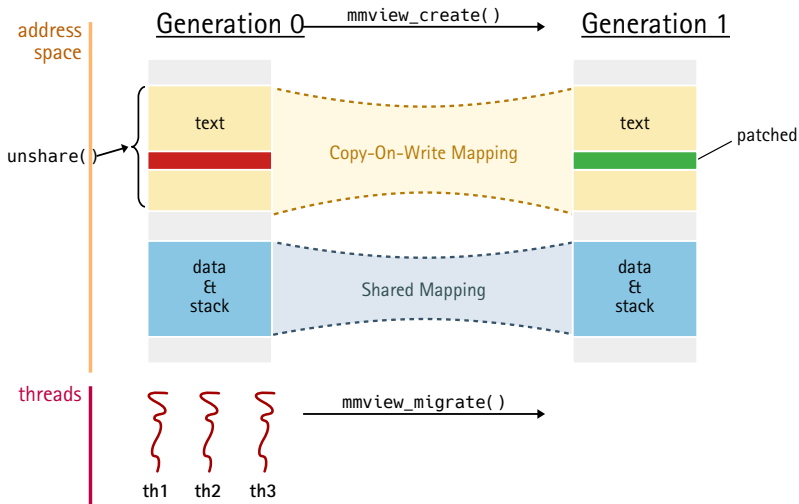 Generation 0
mmview_create()
Generation 1
address
space
text
text
unshare()
patched
Copy-On-Write Mapping
data
&
stack
Shared Mapping
data
&
stack
threads
mmview_migrate()
th1
th2
th3